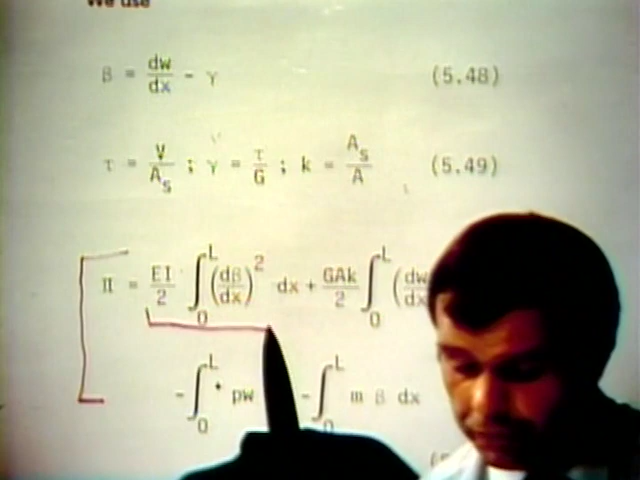 We use
β = dw/dx - γ (5.48)
τ = V/A_s ; γ = τ/G ; k = A_s/A (5.49)
Π = EI/2 ∫_0^L (dβ/dx)^2 dx + GAk/2 ∫_0^L (dw/dx
- ∫_0^L pw - ∫_0^L m β dx